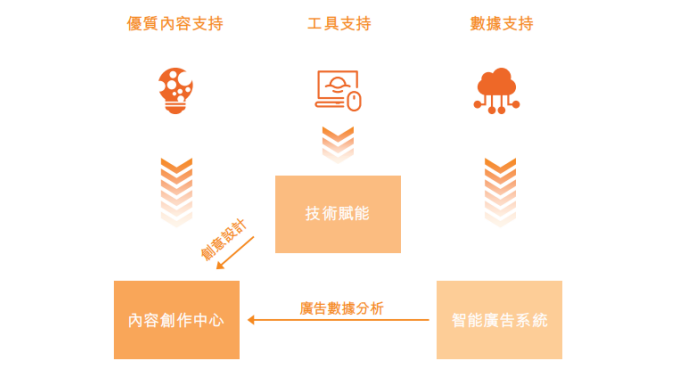 優質內容支持
工具支持
數據支持
技術賦能
創意設計
廣告數據分析
內容創作中心
智能廣告系統